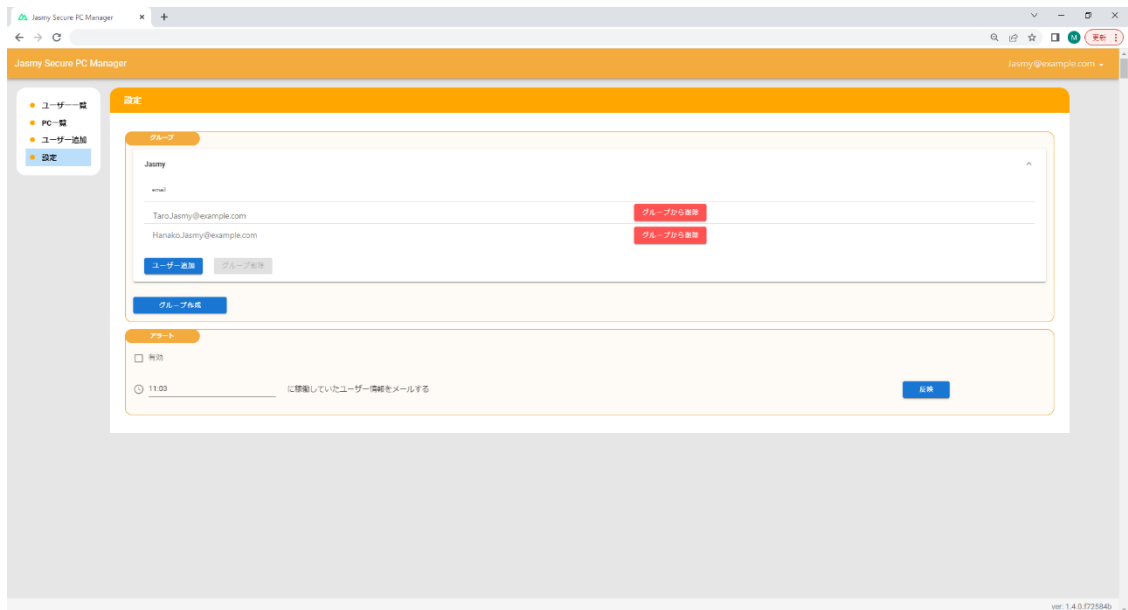 Jasmy Secure PC Manager
M 更新
Jasmy Secure PC Manager
Jasmy@example.com
ユーザー一覧
PC一覧
ユーザー追加
設定
設定
グループ
Jasmy
email
TaroJasmy@example.com グループから削除
HanakoJasmy@example.com グループから削除
ユーザー追加 グループ削除
グループ作成
アラート
有効
11:03 に稼働していたユーザー情報をメールする 反映
ver. 1.4.0.f72584b